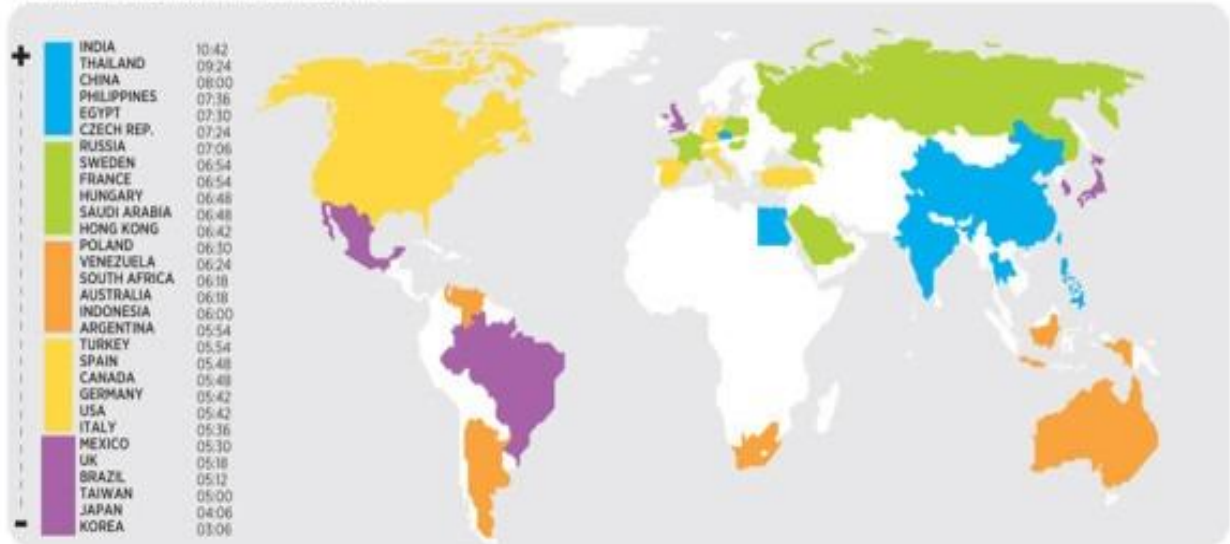 +
INDIA 10:42
THAILAND 09:24
CHINA 08:00
PHILIPPINES 07:36
EGYPT 07:30
CZECH REP. 07:24
RUSSIA 07:06
SWEDEN 06:54
FRANCE 06:54
HUNGARY 06:48
SAUDI ARABIA 06:48
HONG KONG 06:42
POLAND 06:30
VENEZUELA 06:24
SOUTH AFRICA 06:18
AUSTRALIA 06:18
INDONESIA 06:00
ARGENTINA 05:54
TURKEY 05.54
SPAIN 05.48
CANADA 05:48
GERMANY 05:42
USA 05:42
ITALY 05:36
MEXICO 05:30
UK 05:18
BRAZIL 05:12
TAIWAN 05:00
JAPAN 04:06
KOREA 03:06
-